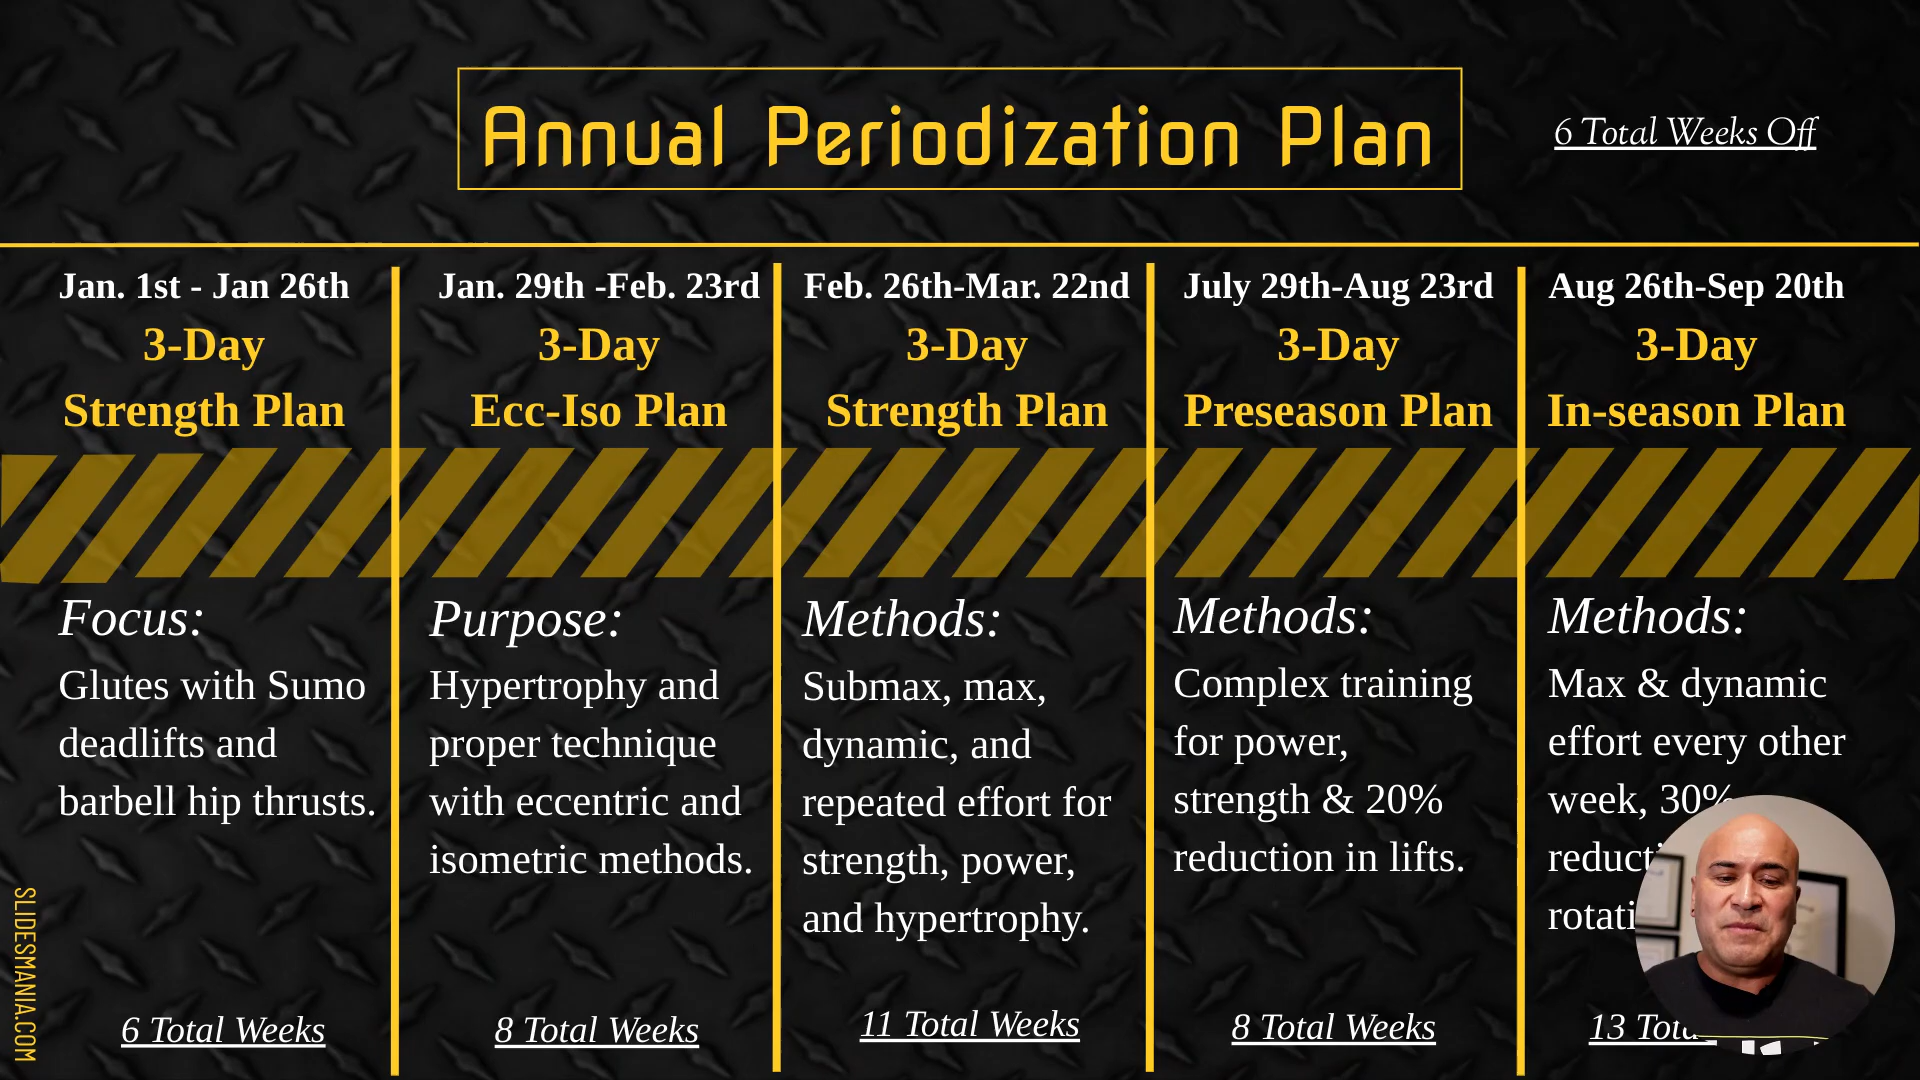 Annual Periodization Plan
6 Total Weeks Off
Jan. 1st - Jan 26th
3-Day
Strength Plan
Focus:
Glutes with Sumo
deadlifts and
barbell hip thrusts.
6 Total Weeks
Jan. 29th -Feb. 23rd
3-Day
Ecc-Iso Plan
Purpose:
Hypertrophy and
proper technique
with eccentric and
isometric methods.
8 Total Weeks
Feb. 26th-Mar. 22nd
3-Day
Strength Plan
Methods:
Submax, max,
dynamic, and
repeated effort for
strength, power,
and hypertrophy.
11 Total Weeks
July 29th-Aug 23rd
3-Day
Preseason Plan
Methods:
Complex training
for power,
strength & 20%
reduction in lifts.
8 Total Weeks
Aug 26th-Sep 20th
3-Day
In-season Plan
Methods:
Max & dynamic
effort every other
week, 30%
13
SLIDESMANIA.COM